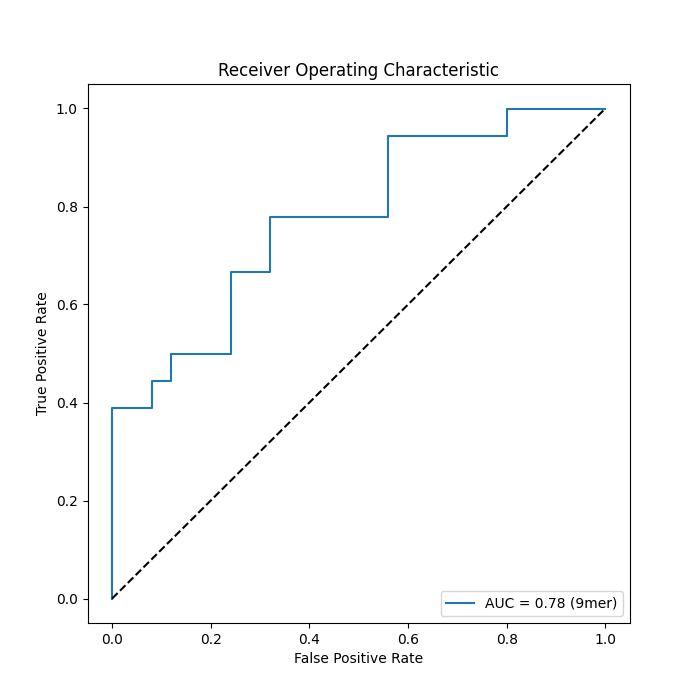 Receiver Operating Characteristic
1.0
0.8
0.6
0.4
0.2
0.0
True Positive Rate
AUC = 0.78 (9mer)
0.0 0.2 0.4 0.6 0.8 1.0
False Positive Rate